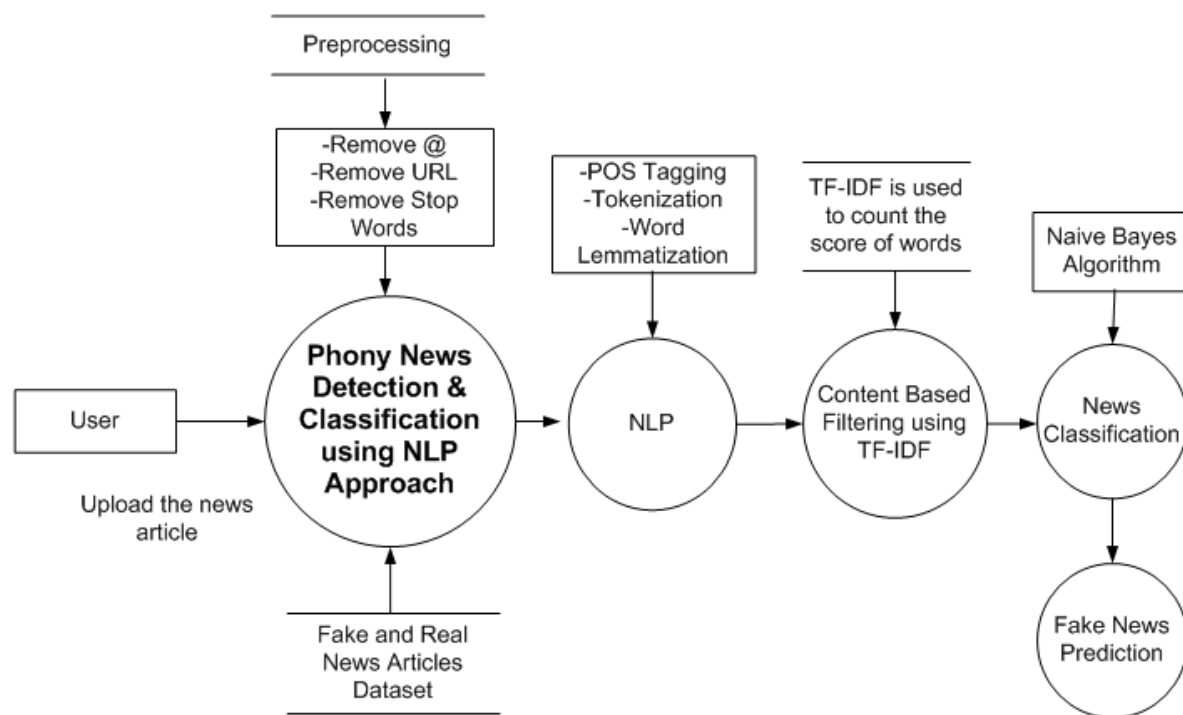 Preprocessing
-Remove @
-Remove URL
-Remove Stop
Words
-POS Tagging
-Tokenization
-Word
Lemmatization
TF-IDF is used
to count the
score of words
Naive Bayes
Algorithm
User
Upload the news
article
Phony News
Detection &
Classification
using NLP
Approach
NLP
Content Based
Filtering using
TF-IDF
News
Classification
Fake and Real
News Articles
Dataset
Fake News
Prediction